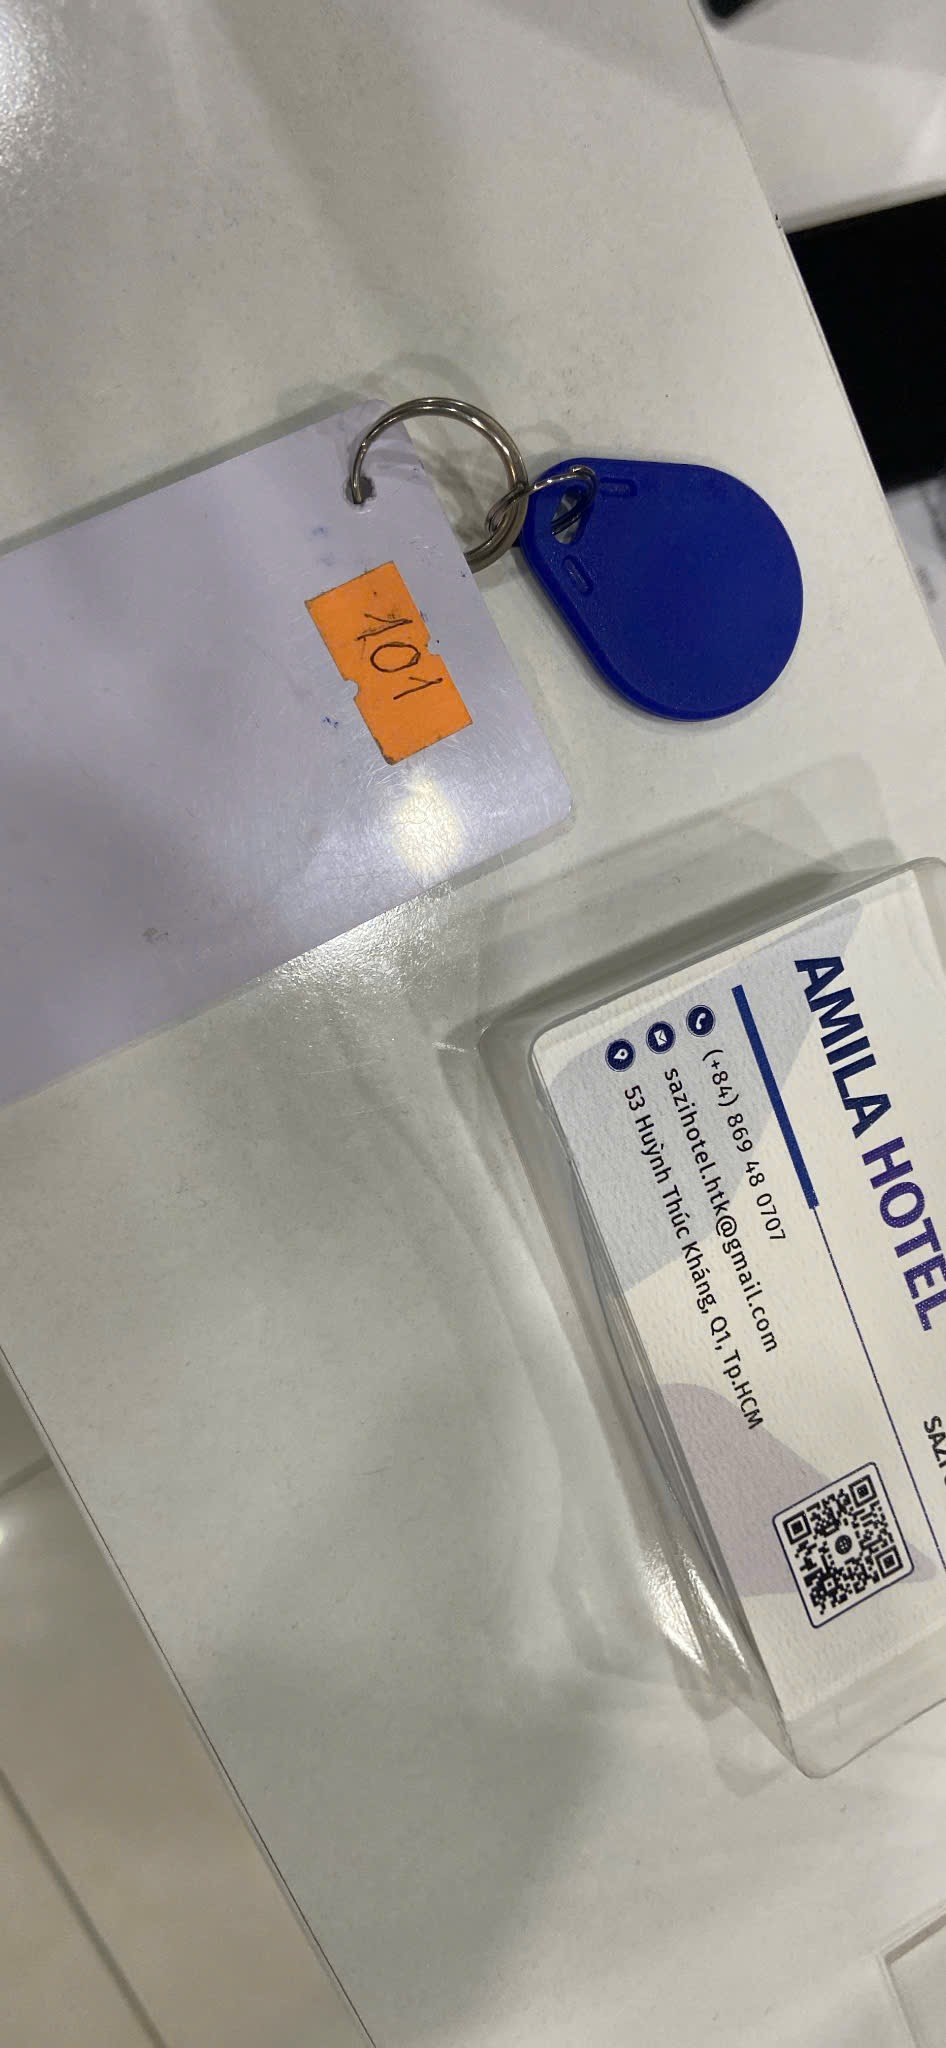 101
AMILA HOTEL
(+84) 869 48 0707
sazihotel.htk@gmail.com
53 Huỳnh Thúc Kháng, Q1, Tp.HCM